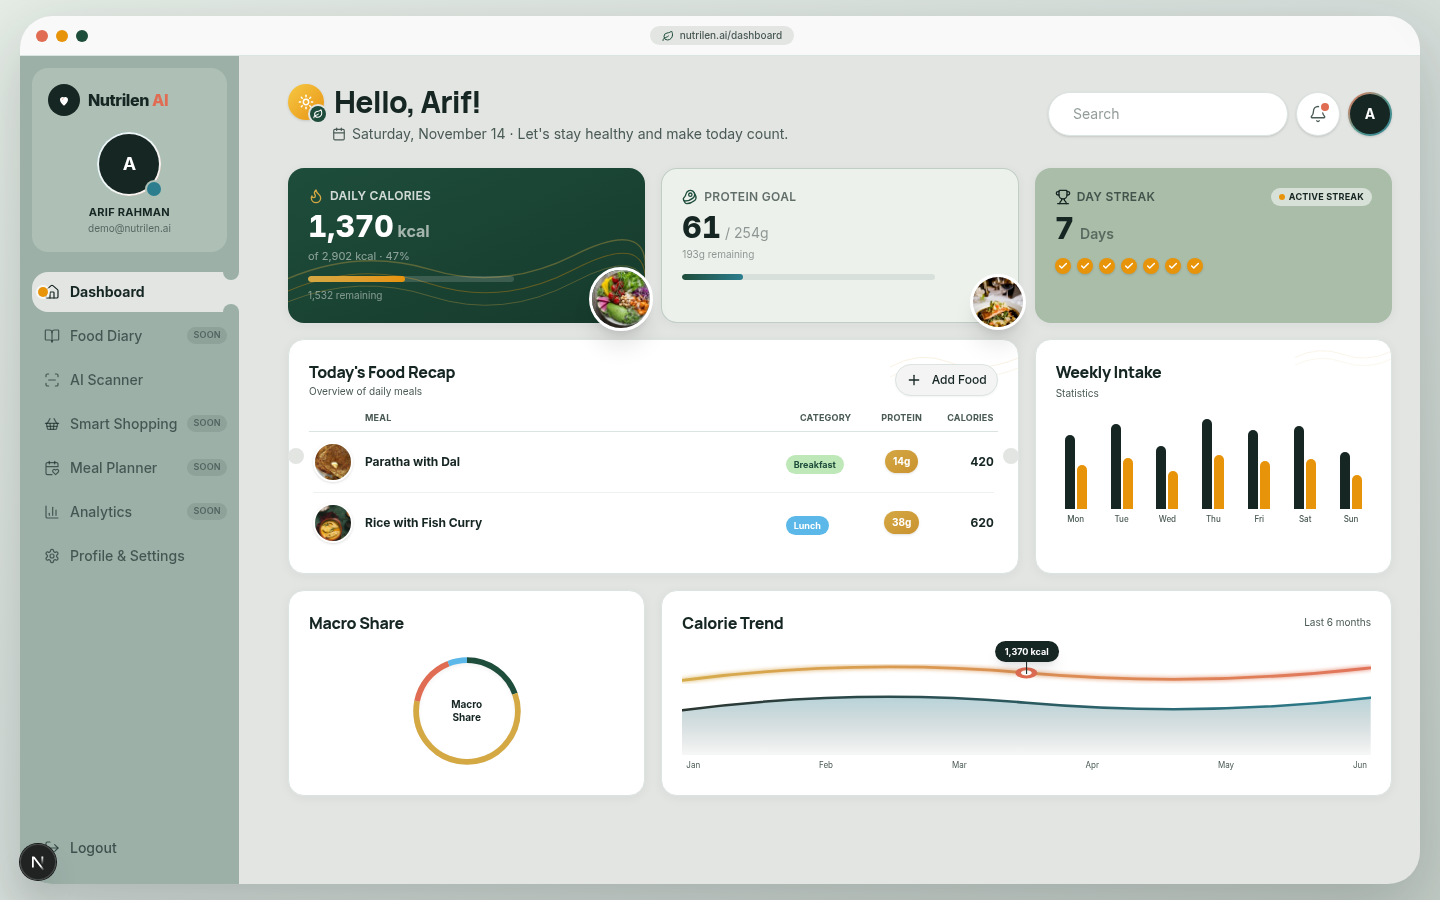 nutrilen.ai/dashboard
Nutrilen AI
A
ARIF RAHMAN
demo@nutrilen.ai
Dashboard
Food Diary SOON
AI Scanner
Smart Shopping SOON
Meal Planner SOON
Analytics SOON
Profile & Settings
Logout
N
Hello, Arif!
Saturday, November 14 · Let's stay healthy and make today count.
Search
A
DAILY CALORIES
1,370 kcal
of 2,902 kcal · 47%
1,532 remaining
PROTEIN GOAL
61 / 254g
193g remaining
DAY STREAK
ACTIVE STREAK
7 Days
Today's Food Recap
Overview of daily meals
Add Food
MEAL CATEGORY PROTEIN CALORIES
Paratha with Dal Breakfast 14g 420
Rice with Fish Curry Lunch 38g 620
Weekly Intake
Statistics
Mon Tue Wed Thu Fri Sat Sun
Macro Share
Macro
Share
Calorie Trend
Last 6 months
1,370 kcal
Jan Feb Mar Apr May Jun